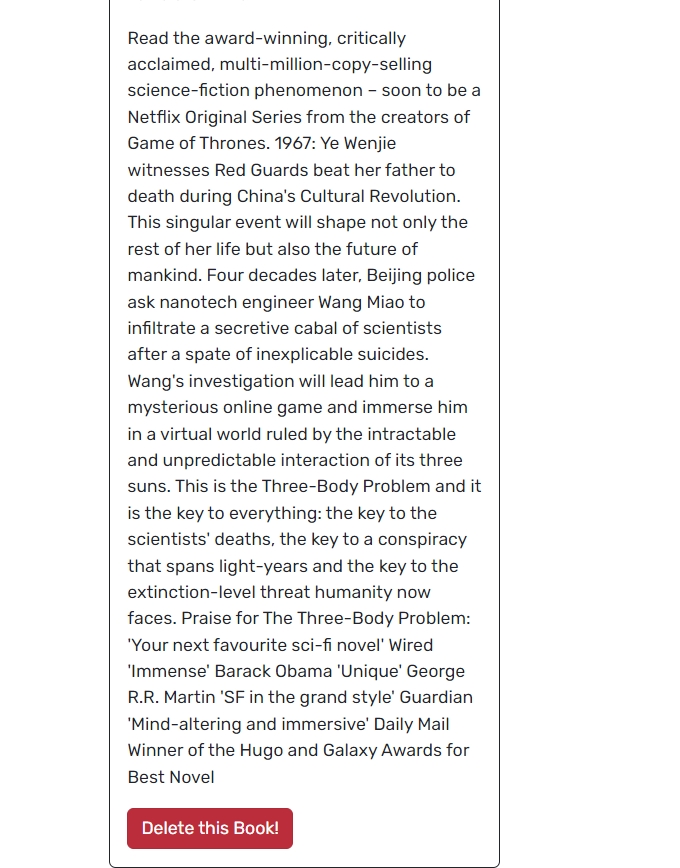 Read the award-winning, critically
acclaimed, multi-million-copy-selling
science-fiction phenomenon – soon to be a
Netflix Original Series from the creators of
Game of Thrones. 1967: Ye Wenjie
witnesses Red Guards beat her father to
death during China's Cultural Revolution.
This singular event will shape not only the
rest of her life but also the future of
mankind. Four decades later, Beijing police
ask nanotech engineer Wang Miao to
infiltrate a secretive cabal of scientists
after a spate of inexplicable suicides.
Wang's investigation will lead him to a
mysterious online game and immerse him
in a virtual world ruled by the intractable
and unpredictable interaction of its three
suns. This is the Three-Body Problem and it
is the key to everything: the key to the
scientists' deaths, the key to a conspiracy
that spans light-years and the key to the
extinction-level threat humanity now
faces. Praise for The Three-Body Problem:
'Your next favourite sci-fi novel' Wired
'Immense' Barack Obama 'Unique' George
R.R. Martin 'SF in the grand style' Guardian
'Mind-altering and immersive' Daily Mail
Winner of the Hugo and Galaxy Awards for
Best Novel
Delete this Book!